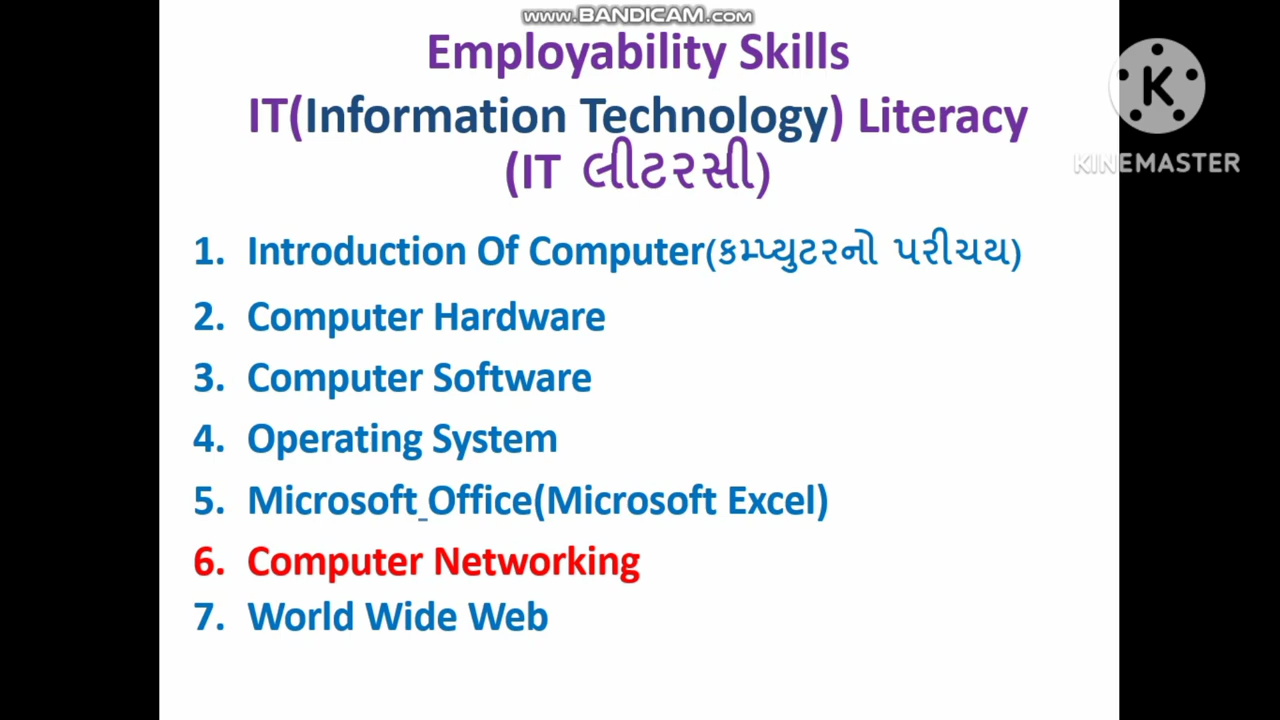 www.BANDICAM.com
Employability Skills
IT(Information Technology) Literacy
(IT લીટરસી)
K
KINEMASTER
1. Introduction Of Computer(કમ્પ્યુટરનો પરીચય)
2. Computer Hardware
3. Computer Software
4. Operating System
5. Microsoft Office(Microsoft Excel)
6. Computer Networking
7. World Wide Web